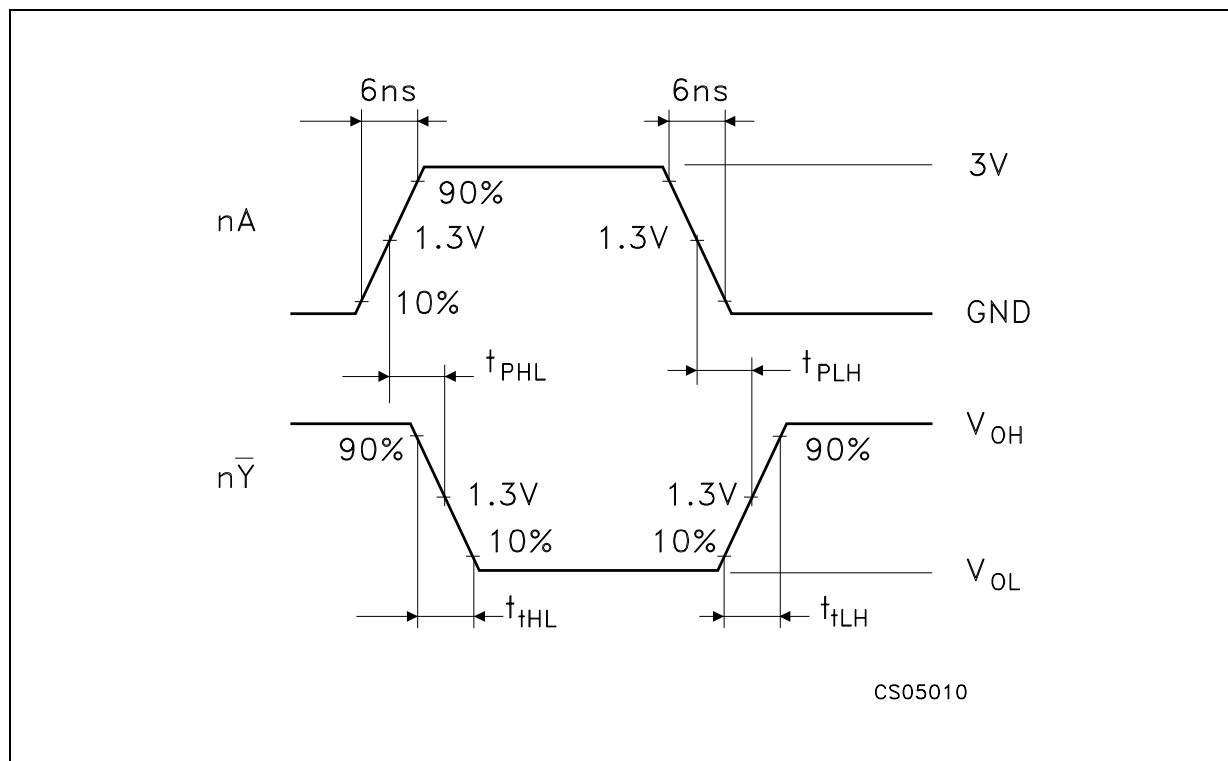 6ns 6ns
3V
90%
nA 1.3V 1.3V
10% GND
tPHL tPLH
VOH
90% 90%
nY̅
1.3V 1.3V
10% 10%
VOL
ttHL ttLH
CS05010